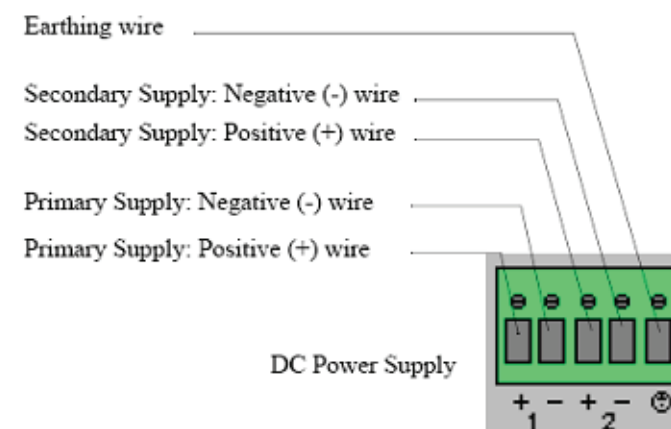 Earthing wire
Secondary Supply: Negative (-) wire
Secondary Supply: Positive (+) wire
Primary Supply: Negative (-) wire
Primary Supply: Positive (+) wire
DC Power Supply
+ - + -
1 2